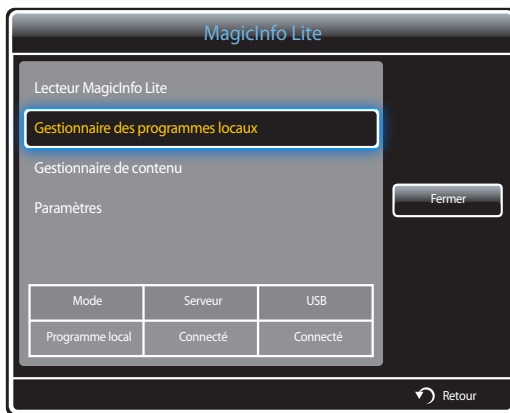 MagicInfo Lite
Lecteur MagicInfo Lite
Gestionnaire des programmes locaux
Gestionnaire de contenu
Paramètres
Fermer
Mode Serveur USB
Programme local Connecté Connecté
Retour